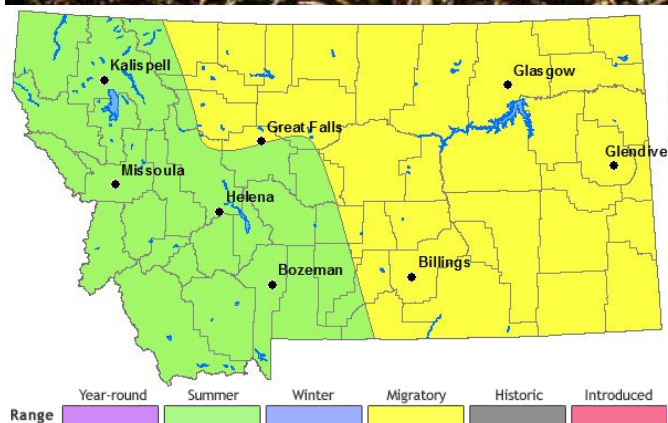 Kalispell
Glasgow
Great Falls
Glendive
Missoula
Helena
Bozeman
Billings
Year-round Summer Winter Migratory Historic Introduced
Range